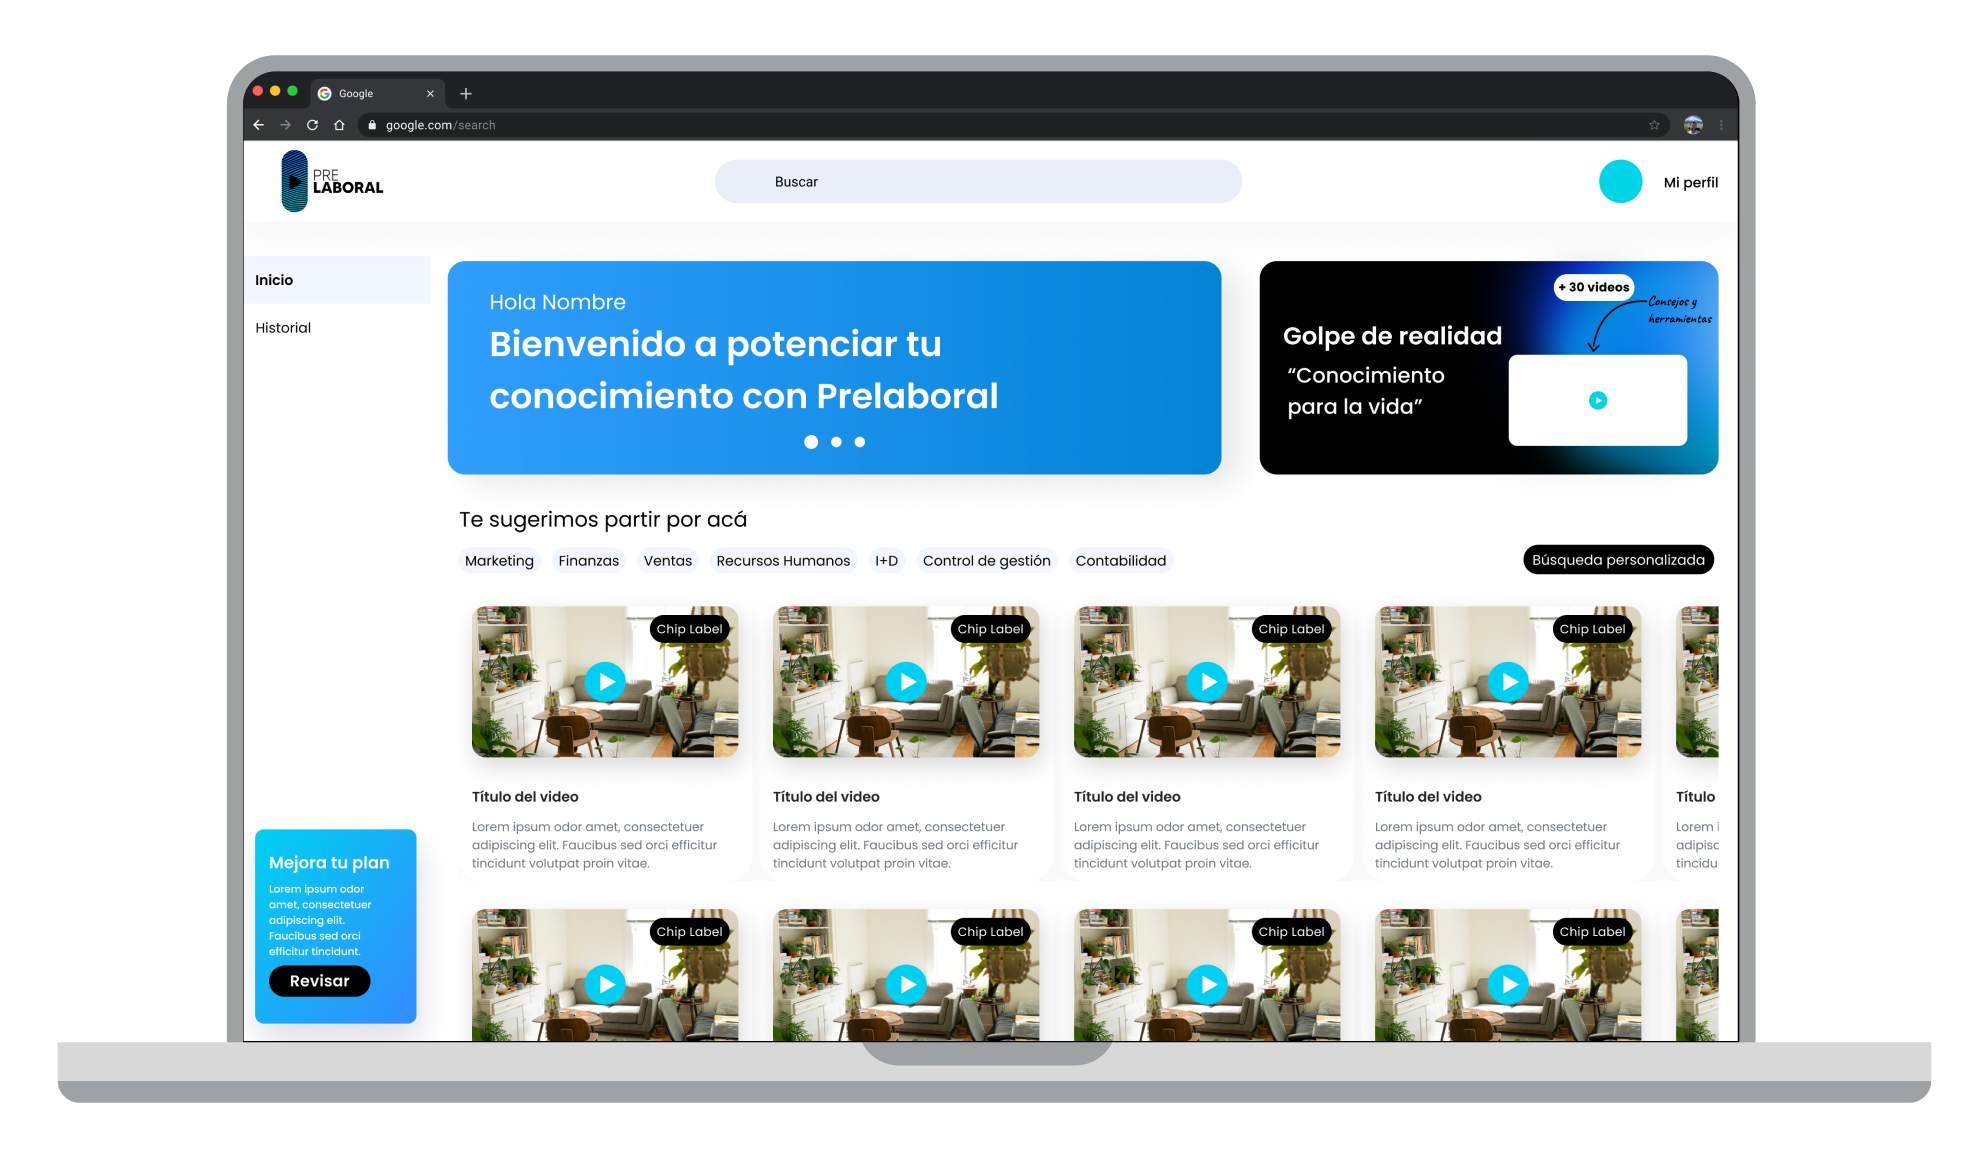 Google
google.com/search
PRE
LABORAL
Buscar
Mi perfil
Inicio
Historial
Hola Nombre
Bienvenido a potenciar tu
conocimiento con Prelaboral
+ 30 videos
Consejos y
herramientas
Golpe de realidad
“Conocimiento
para la vida”
Te sugerimos partir por acá
Marketing Finanzas Ventas Recursos Humanos I+D Control de gestión Contabilidad
Búsqueda personalizada
Chip Label
Chip Label
Chip Label
Chip Label
Título del video
Lorem ipsum odor amet, consectetuer
adipiscing elit. Faucibus sed orci efficitur
tincidunt volutpat proin vitae.
Título del video
Lorem ipsum odor amet, consectetuer
adipiscing elit. Faucibus sed orci efficitur
tincidunt volutpat proin vitae.
Título del video
Lorem ipsum odor amet, consectetuer
adipiscing elit. Faucibus sed orci efficitur
tincidunt volutpat proin vitae.
Título del video
Lorem ipsum odor amet, consectetuer
adipiscing elit. Faucibus sed orci efficitur
tincidunt volutpat proin vitae.
Título
Lorem i
adipisc
tincidu
Mejora tu plan
Lorem ipsum odor
amet, consectetuer
adipiscing elit.
Faucibus sed orci
efficitur tincidunt.
Revisar
Chip Label
Chip Label
Chip Label
Chip Label